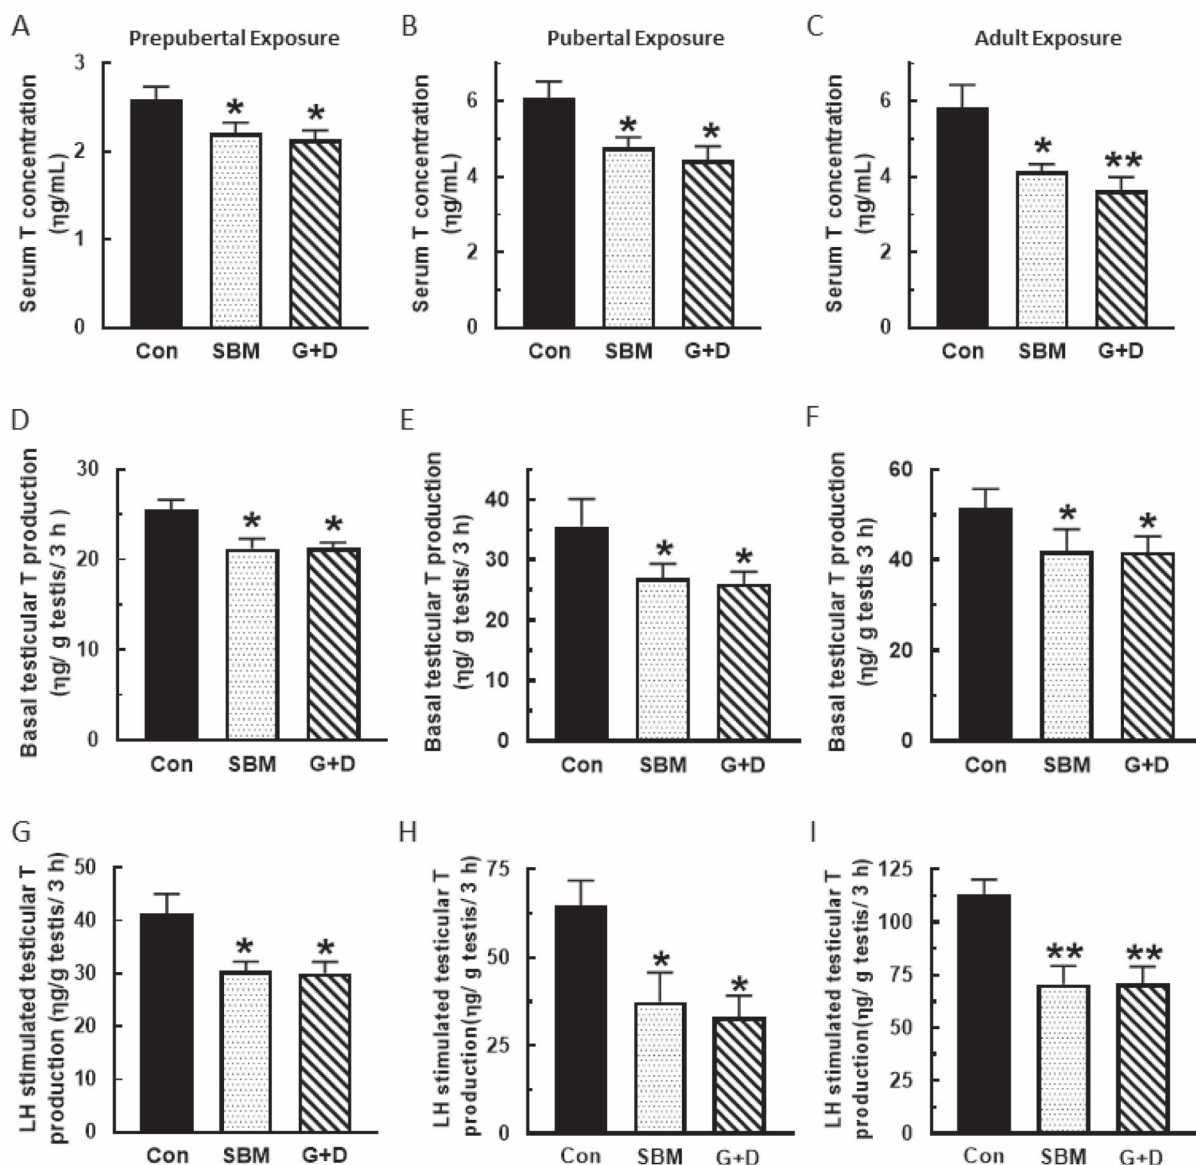 A
Prepubertal Exposure
Serum T concentration
(ηg/mL)
3
2
1
0
*
*
Con SBM G+D
B
Pubertal Exposure
Serum T concentration
(ηg/mL)
6
4
2
0
*
*
Con SBM G+D
C
Adult Exposure
Serum T concentration
(ηg/mL)
6
4
2
0
*
**
Con SBM G+D
D
Basal testicular T production
(ηg/ g testis/ 3 h )
30
20
10
0
*
*
Con SBM G+D
E
Basal testicular T production
(ηg/ g testis/ 3 h)
40
30
20
10
0
*
*
Con SBM G+D
F
Basal testicular T production
(ηg/ g testis 3 h)
60
40
20
0
*
*
Con SBM G+D
G
LH stimulated testicular T
production (ηg/g testis/ 3 h)
50
40
30
20
10
0
*
*
Con SBM G+D
H
LH stimulated testicular T
production(ηg/ g testis/ 3 h)
75
50
25
0
*
*
Con SBM G+D
I
LH stimulated testicular T
production(ηg/ g testis/ 3 h)
125
100
75
50
25
0
**
**
Con SBM G+D